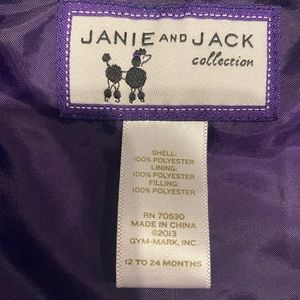 JANIE AND JACK
collection
SHELL:
100% POLYESTER
LINING:
100% POLYESTER
FILLING:
100% POLYESTER
RN 70530
MADE IN CHINA
©2013
GYM-MARK, INC.
12 TO 24 MONTHS